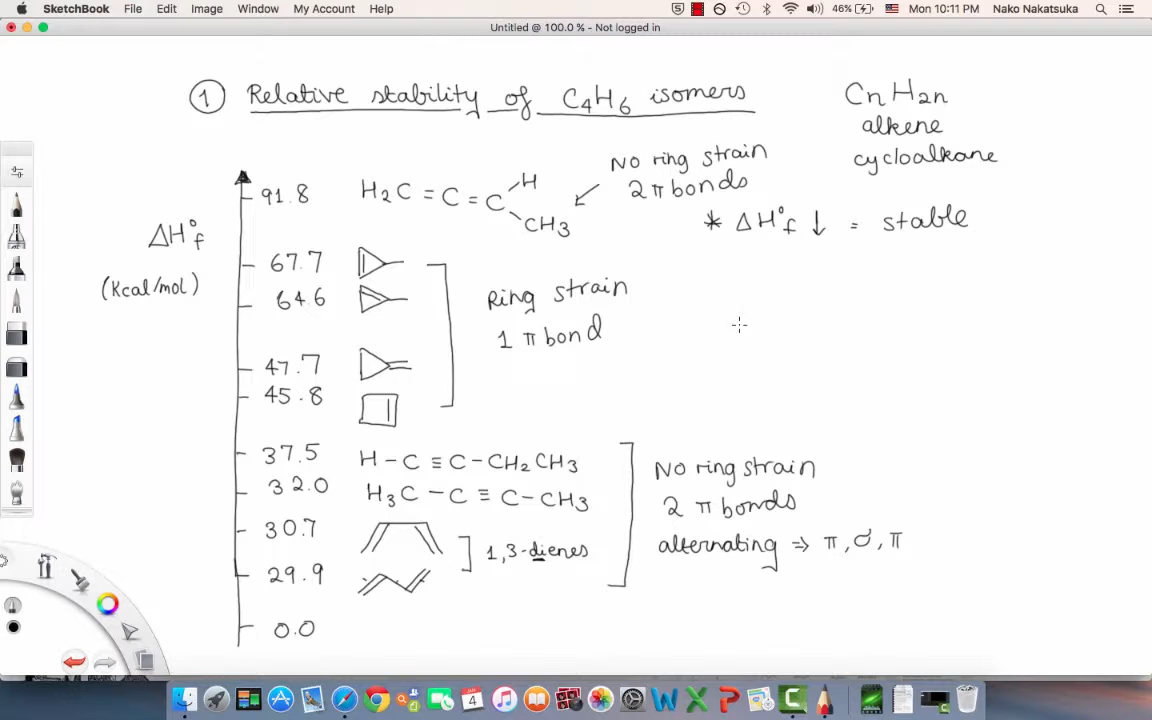 SketchBook File Edit Image Window My Account Help 46% Mon 10:11 PM Nako Nakatsuka
Untitled @ 100.0 % - Not logged in
1 Relative stability of C4H6 isomers
CnH2n
alkene
cycloalkane
No ring strain
2 π bonds
* ΔH°f ↓ = stable
ΔH°f
(Kcal/mol)
91.8 H2C = C = C H CH3
67.7
64.6
Ring strain
1 π bond
47.7
45.8
37.5 H - C ≡ C - CH2CH3
32.0 H3C - C ≡ C - CH3
30.7
1,3-dienes
29.9
0.0
No ring strain
2 π bonds
alternating ⇒ π, σ, π